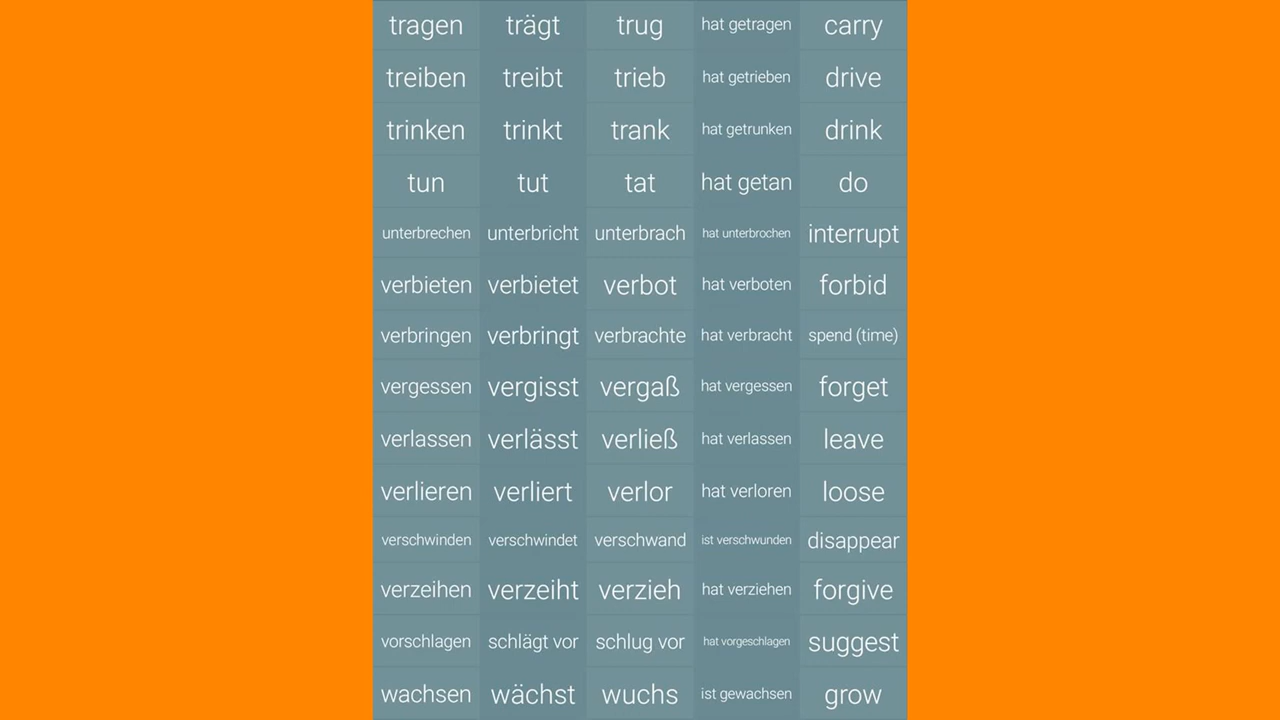 tragen trägt trug hat getragen carry
treiben treibt trieb hat getrieben drive
trinken trinkt trank hat getrunken drink
tun tut tat hat getan do
unterbrechen unterbricht unterbrach hat unterbrochen interrupt
verbieten verbietet verbot hat verboten forbid
verbringen verbringt verbrachte hat verbracht spend (time)
vergessen vergisst vergaß hat vergessen forget
verlassen verlässt verließ hat verlassen leave
verlieren verliert verlor hat verloren loose
verschwinden verschwindet verschwand ist verschwunden disappear
verzeihen verzeiht verzieh hat verziehen forgive
vorschlagen schlägt vor schlug vor hat vorgeschlagen suggest
wachsen wächst wuchs ist gewachsen grow